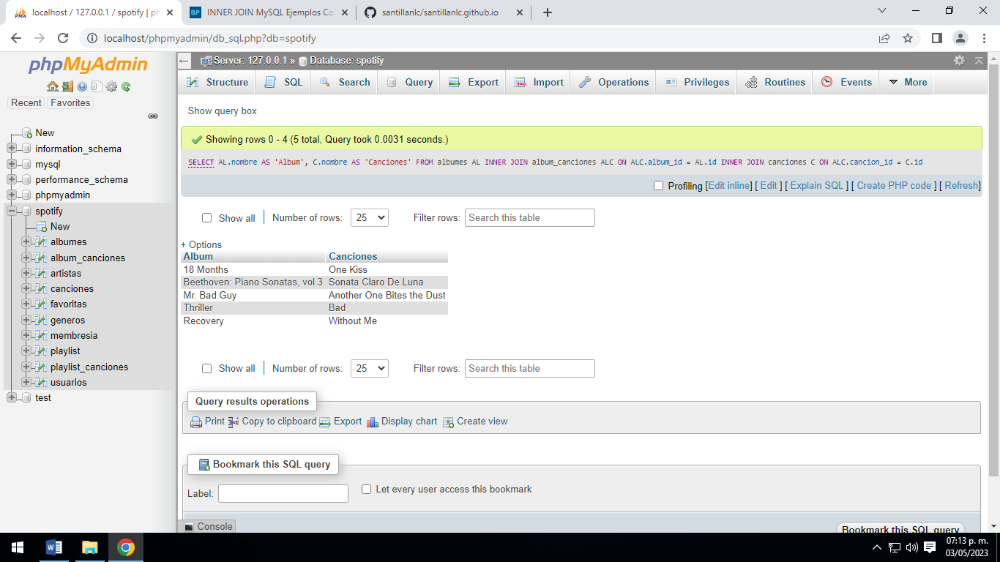 localhost / 127.0.0.1 / spotify | ph
INNER JOIN MySQL Ejemplos Co
santillanlc/santillanlc.github.io
localhost/phpmyadmin/db_sql.php?db=spotify
phpMyAdmin
Recent Favorites
New
information_schema
mysql
performance_schema
phpmyadmin
spotify
New
albumes
album_canciones
artistas
canciones
favoritas
generos
membresia
playlist
playlist_canciones
usuarios
test
Server: 127.0.0.1 » Database: spotify
Structure SQL Search Query Export Import Operations Privileges Routines Events More
Show query box
Showing rows 0 - 4 (5 total, Query took 0.0031 seconds.)
SELECT AL.nombre AS 'Album', C.nombre AS 'Canciones' FROM albumes AL INNER JOIN album_canciones ALC ON ALC.album_id = AL.id INNER JOIN canciones C ON ALC.cancion_id = C.id
Profiling [Edit inline] [ Edit ] [ Explain SQL ] [ Create PHP code ] [ Refresh]
Show all | Number of rows: 25 Filter rows: Search this table
+ Options
Album Canciones
18 Months One Kiss
Beethoven: Piano Sonatas, vol.3 Sonata Claro De Luna
Mr. Bad Guy Another One Bites the Dust
Thriller Bad
Recovery Without Me
Show all | Number of rows: 25 Filter rows: Search this table
Query results operations
Print Copy to clipboard Export Display chart Create view
Bookmark this SQL query
Label: Let every user access this bookmark
Console
Bookmark this SQL query
07:13 p. m.
03/05/2023